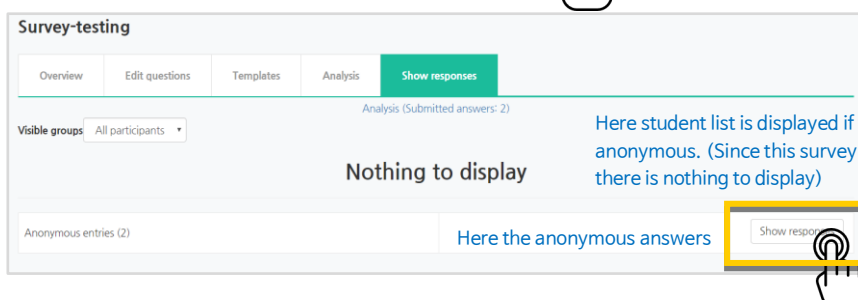 Survey-testing
Overview Edit questions Templates Analysis Show responses
Analysis (Submitted answers: 2)
Visible groups All participants
Here student list is displayed if
anonymous. (Since this survey
there is nothing to display)
Nothing to display
Anonymous entries (2)
Here the anonymous answers
Show